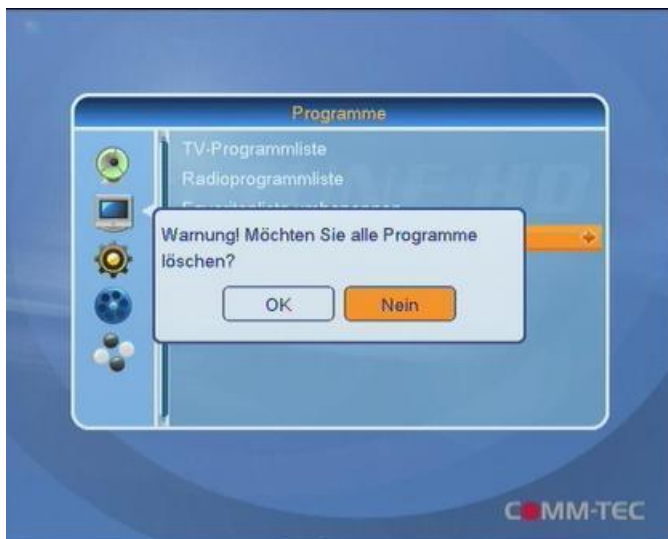 Programme
TV-Programmliste
Radioprogrammliste
Warnung! Möchten Sie alle Programme
löschen?
OK
Nein
COMM-TEC